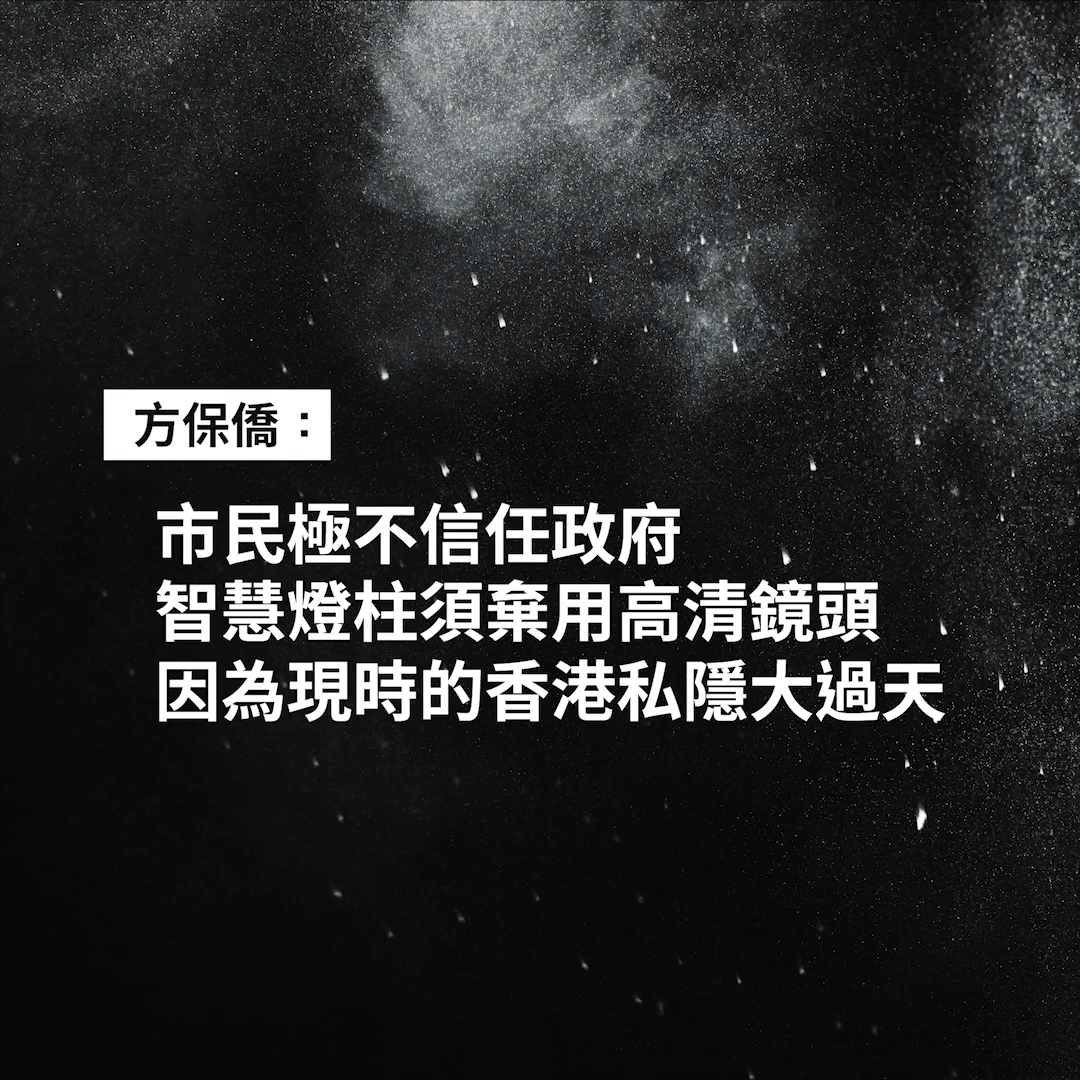 方保僑：
市民極不信任政府
智慧燈柱須棄用高清鏡頭
因為現時的香港私隱大過天